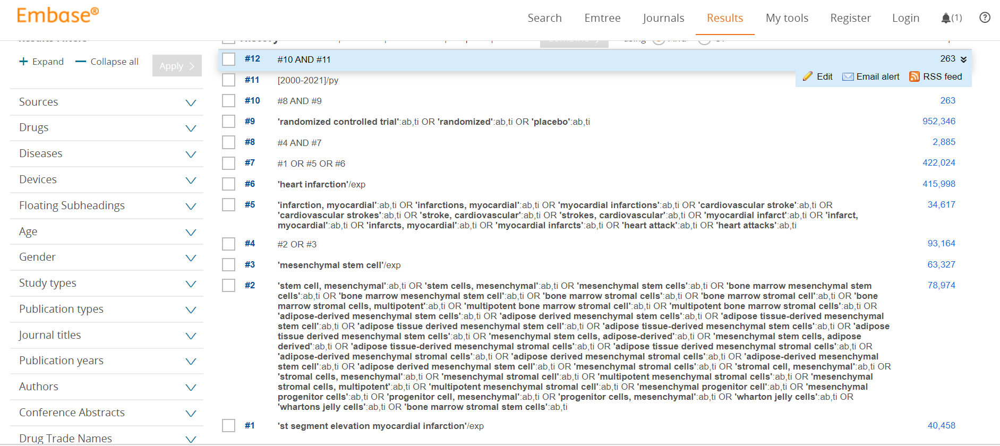 Embase®
Search Emtree Journals Results My tools Register Login (1)
Results Filters
History
Combine using And Or
Expand Collapse all Apply
Sources
Drugs
Diseases
Devices
Floating Subheadings
Age
Gender
Study types
Publication types
Journal titles
Publication years
Authors
Conference Abstracts
Drug Trade Names
#12 #10 AND #11 263
Edit Email alert RSS feed
#11 [2000-2021]/py
#10 #8 AND #9 263
#9 'randomized controlled trial':ab,ti OR 'randomized':ab,ti OR 'placebo':ab,ti 952,346
#8 #4 AND #7 2,885
#7 #1 OR #5 OR #6 422,024
#6 'heart infarction'/exp 415,998
#5 'infarction, myocardial':ab,ti OR 'infarctions, myocardial':ab,ti OR 'myocardial infarctions':ab,ti OR 'cardiovascular stroke':ab,ti OR 34,617
'cardiovascular strokes':ab,ti OR 'stroke, cardiovascular':ab,ti OR 'strokes, cardiovascular':ab,ti OR 'myocardial infarct':ab,ti OR 'infarct,
myocardial':ab,ti OR 'infarcts, myocardial':ab,ti OR 'myocardial infarcts':ab,ti OR 'heart attack':ab,ti OR 'heart attacks':ab,ti
#4 #2 OR #3 93,164
#3 'mesenchymal stem cell'/exp 63,327
#2 'stem cell, mesenchymal':ab,ti OR 'stem cells, mesenchymal':ab,ti OR 'mesenchymal stem cells':ab,ti OR 'bone marrow mesenchymal stem 78,974
cells':ab,ti OR 'bone marrow mesenchymal stem cell':ab,ti OR 'bone marrow stromal cells':ab,ti OR 'bone marrow stromal cell':ab,ti OR 'bone
marrow stromal cells, multipotent':ab,ti OR 'multipotent bone marrow stromal cell':ab,ti OR 'multipotent bone marrow stromal cells':ab,ti OR
'adipose-derived mesenchymal stem cells':ab,ti OR 'adipose derived mesenchymal stem cells':ab,ti OR 'adipose tissue-derived mesenchymal
stem cell':ab,ti OR 'adipose tissue derived mesenchymal stem cell':ab,ti OR 'adipose tissue-derived mesenchymal stem cells':ab,ti OR 'adipose
tissue derived mesenchymal stem cells':ab,ti OR 'mesenchymal stem cells, adipose-derived':ab,ti OR 'mesenchymal stem cells, adipose
derived':ab,ti OR 'adipose tissue-derived mesenchymal stromal cells':ab,ti OR 'adipose tissue derived mesenchymal stromal cells':ab,ti OR
'adipose-derived mesenchymal stromal cells':ab,ti OR 'adipose derived mesenchymal stromal cells':ab,ti OR 'adipose-derived mesenchymal
stem cell':ab,ti OR 'adipose derived mesenchymal stem cell':ab,ti OR 'mesenchymal stromal cells':ab,ti OR 'stromal cell, mesenchymal':ab,ti OR
'stromal cells, mesenchymal':ab,ti OR 'mesenchymal stromal cell':ab,ti OR 'multipotent mesenchymal stromal cells':ab,ti OR 'mesenchymal
stromal cells, multipotent':ab,ti OR 'multipotent mesenchymal stromal cell':ab,ti OR 'mesenchymal progenitor cell':ab,ti OR 'mesenchymal
progenitor cells':ab,ti OR 'progenitor cell, mesenchymal':ab,ti OR 'progenitor cells, mesenchymal':ab,ti OR 'wharton jelly cells':ab,ti OR
'whartons jelly cells':ab,ti OR 'bone marrow stromal stem cells':ab,ti
#1 'st segment elevation myocardial infarction'/exp 40,458